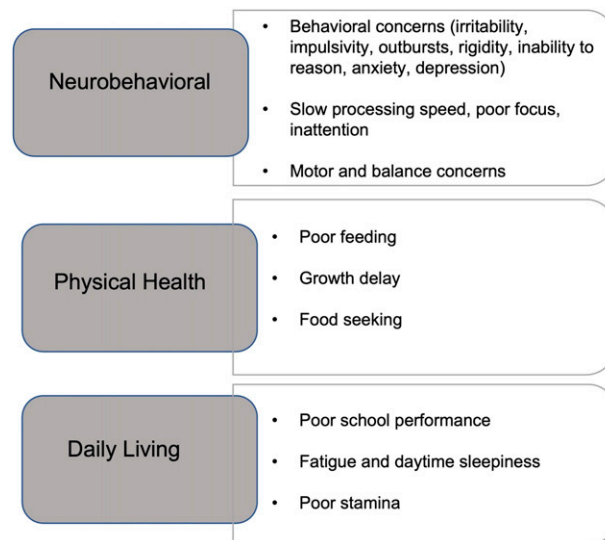 Neurobehavioral
• Behavioral concerns (irritability,
impulsivity, outbursts, rigidity, inability to
reason, anxiety, depression)
• Slow processing speed, poor focus,
inattention
• Motor and balance concerns
Physical Health
• Poor feeding
• Growth delay
• Food seeking
Daily Living
• Poor school performance
• Fatigue and daytime sleepiness
• Poor stamina